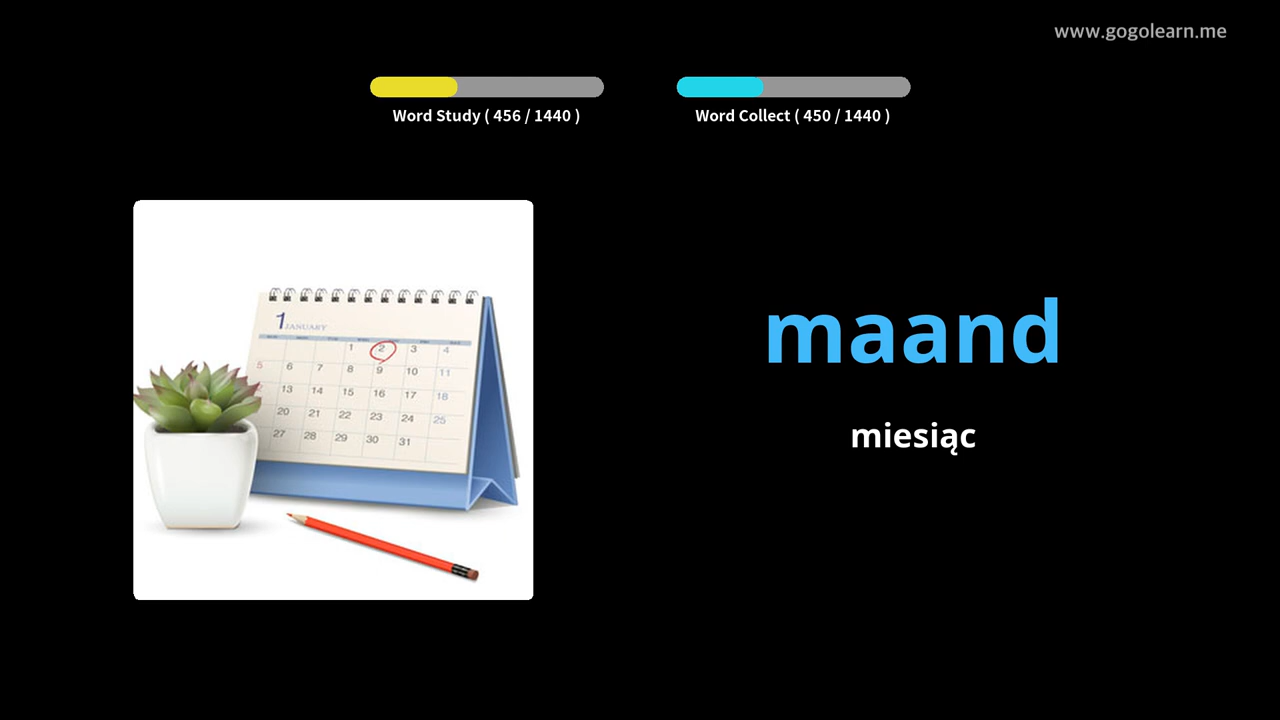 www.gogolearn.me
Word Study ( 456 / 1440 )
Word Collect ( 450 / 1440 )
1 JANUARY
1 2 3 4
5 6 7 8 9 10 11
2 13 14 15 16 17 18
20 21 22 23 24 25
27 28 29 30 31
maand
miesiąc